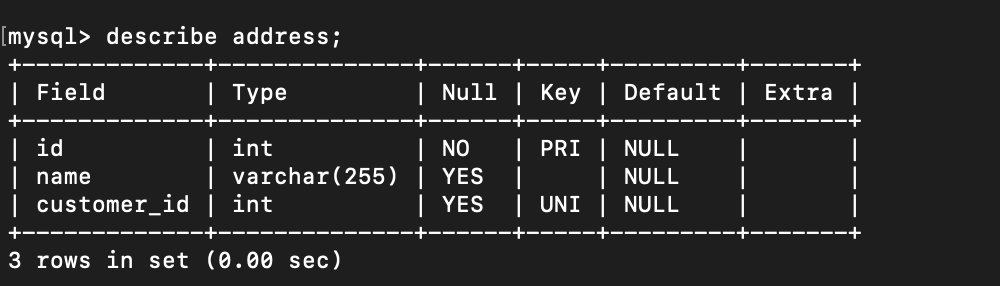 [mysql> describe address;
+-------------+--------------+------+-----+---------+-------+
| Field       | Type         | Null | Key | Default | Extra |
+-------------+--------------+------+-----+---------+-------+
| id          | int          | NO   | PRI | NULL    |       |
| name        | varchar(255) | YES  |     | NULL    |       |
| customer_id | int          | YES  | UNI | NULL    |       |
+-------------+--------------+------+-----+---------+-------+
3 rows in set (0.00 sec)